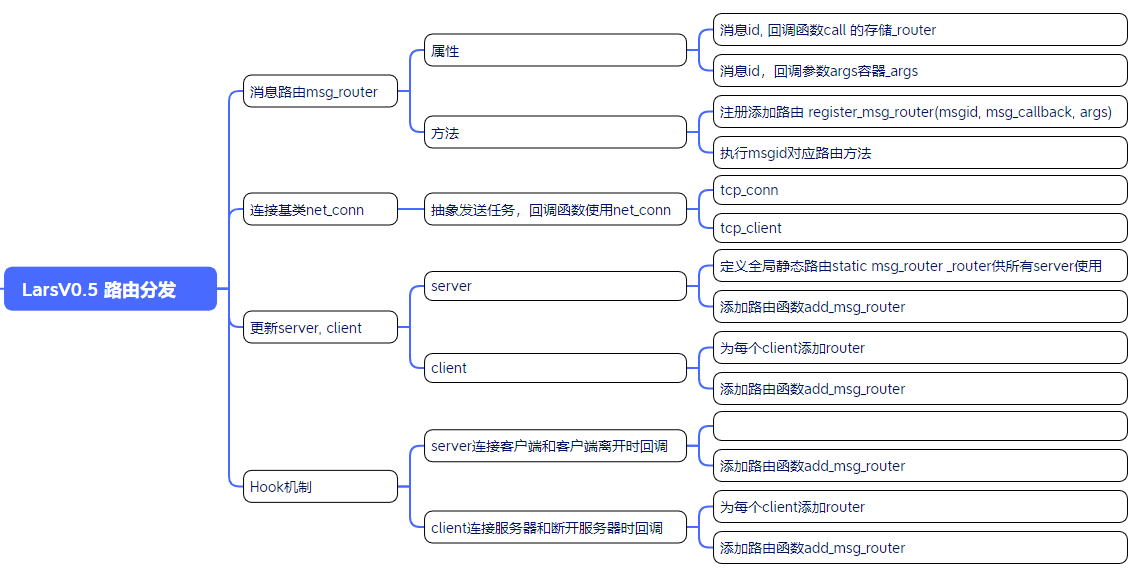 LarsV0.5 路由分发
消息路由msg_router
属性
消息id, 回调函数call 的存储_router
消息id，回调参数args容器_args
方法
注册添加路由 register_msg_router(msgid, msg_callback, args)
执行msgid对应路由方法
连接基类net_conn
抽象发送任务，回调函数使用net_conn
tcp_conn
tcp_client
更新server, client
server
定义全局静态路由static msg_router _router供所有server使用
添加路由函数add_msg_router
client
为每个client添加router
添加路由函数add_msg_router
Hook机制
server连接客户端和客户端离开时回调
添加路由函数add_msg_router
client连接服务器和断开服务器时回调
为每个client添加router
添加路由函数add_msg_router